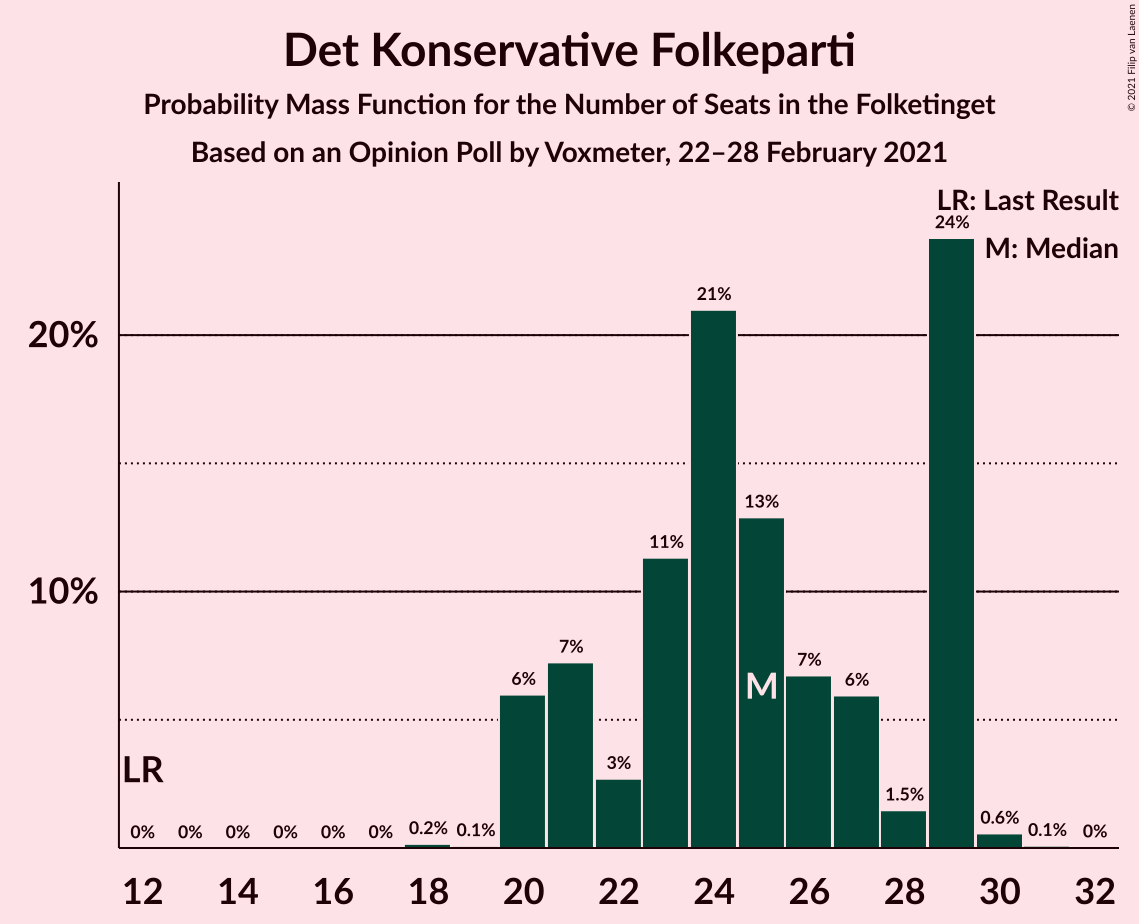 Det Konservative Folkeparti
Probability Mass Function for the Number of Seats in the Folketinget
Based on an Opinion Poll by Voxmeter, 22–28 February 2021
© 2021 Filip van Laenen
LR: Last Result
M: Median
20%
10%
LR
0%
0%
0%
0%
0%
0%
0.2%
0.1%
6%
7%
3%
11%
21%
13%
M
7%
6%
1.5%
24%
0.6%
0.1%
0%
12 14 16 18 20 22 24 26 28 30 32